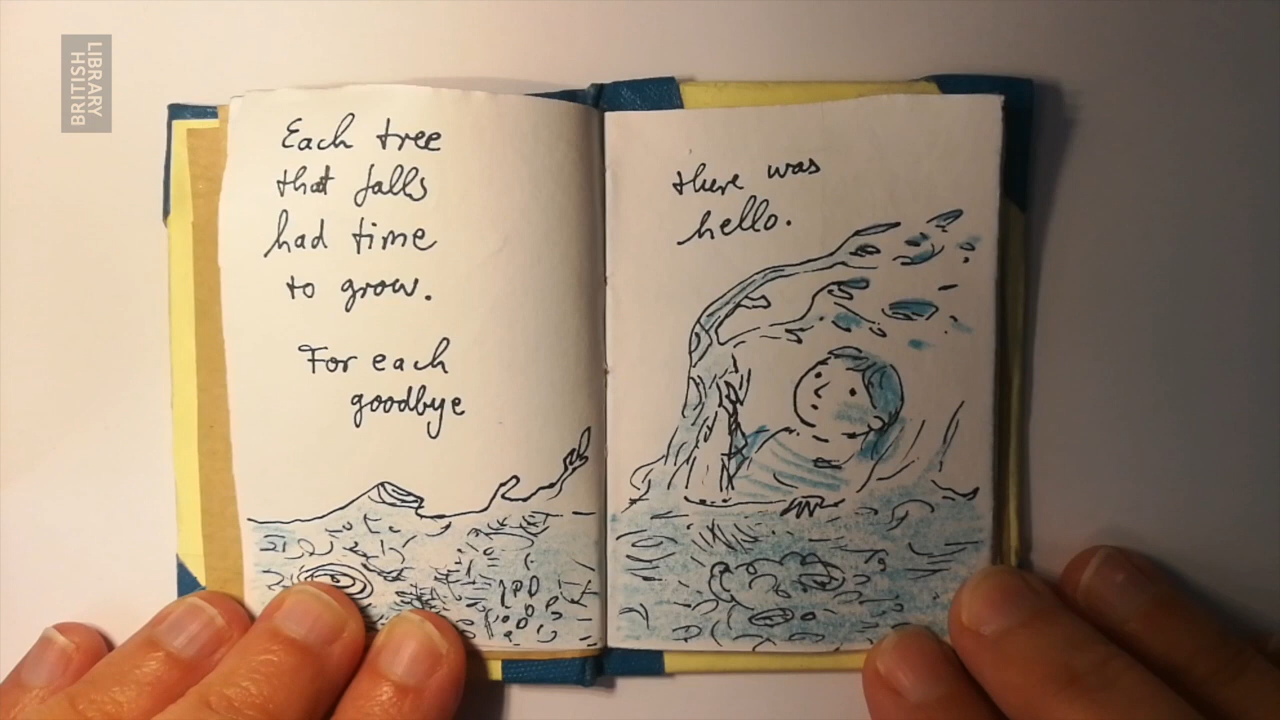 BRITISH
LIBRARY
Each tree
that falls
had time
to grow.
For each
goodbye
there was
hello.